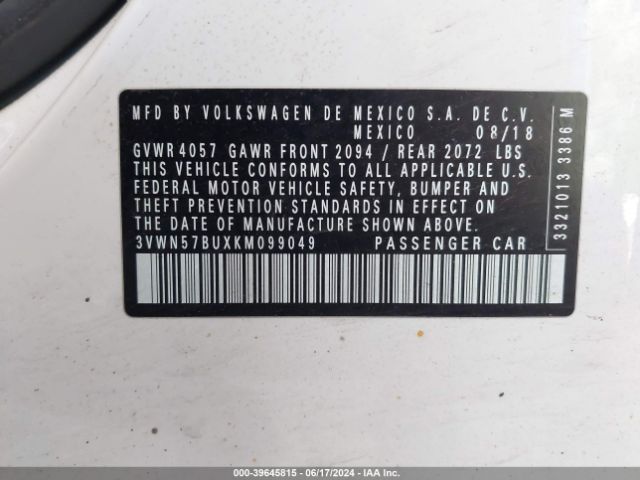 MFD BY VOLKSWAGEN DE MEXICO S.A. DE C.V.
MEXICO 08/18
GVWR 4057 GAWR FRONT 2094 / REAR 2072 LBS
THIS VEHICLE CONFORMS TO ALL APPLICABLE U.S.
FEDERAL MOTOR VEHICLE SAFETY, BUMPER AND
THEFT PREVENTION STANDARDS IN EFFECT ON
THE DATE OF MANUFACTURE SHOWN ABOVE.
3VWN57BUXKM099049 PASSENGER CAR
3321013 3386 M
000-39645815 | 06/17/2024 | IAA Inc.